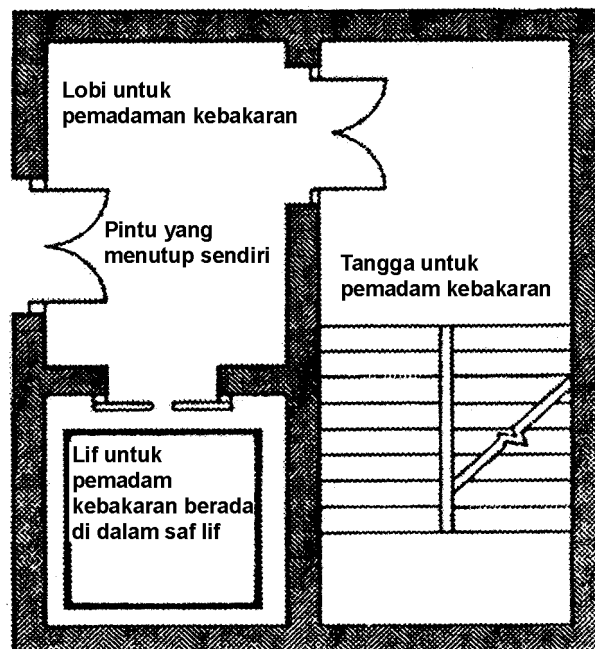 Lobi untuk
pemadaman kebakaran
Pintu yang
menutup sendiri
Tangga untuk
pemadam kebakaran
Lif untuk
pemadam
kebakaran berada
di dalam saf lif